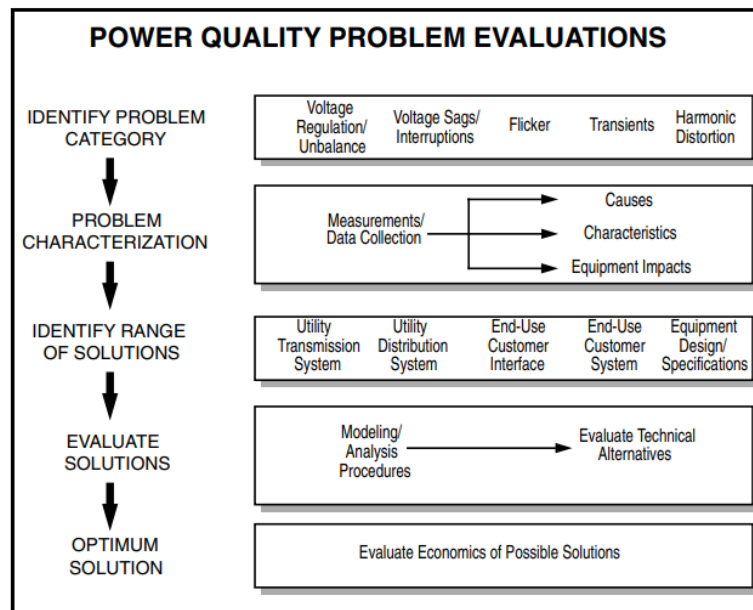 POWER QUALITY PROBLEM EVALUATIONS
IDENTIFY PROBLEM
CATEGORY
Voltage
Regulation/
Unbalance
Voltage Sags/
Interruptions
Flicker
Transients
Harmonic
Distortion
PROBLEM
CHARACTERIZATION
Measurements/
Data Collection
Causes
Characteristics
Equipment Impacts
IDENTIFY RANGE
OF SOLUTIONS
Utility
Transmission
System
Utility
Distribution
System
End-Use
Customer
Interface
End-Use
Customer
System
Equipment
Design/
Specifications
EVALUATE
SOLUTIONS
Modeling/
Analysis
Procedures
Evaluate Technical
Alternatives
OPTIMUM
SOLUTION
Evaluate Economics of Possible Solutions